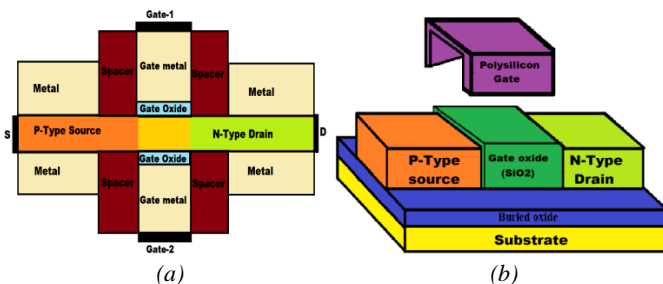 Gate-1
Spacer
Gate metal
Spacer
Metal
Metal
Gate Oxide
S
P-Type Source
N-Type Drain
D
Gate Oxide
Metal
Spacer
Gate metal
Spacer
Metal
Gate-2
(a)
Polysilicon
Gate
P-Type
source
Gate oxide
(SiO2)
N-Type
Drain
Buried oxide
Substrate
(b)